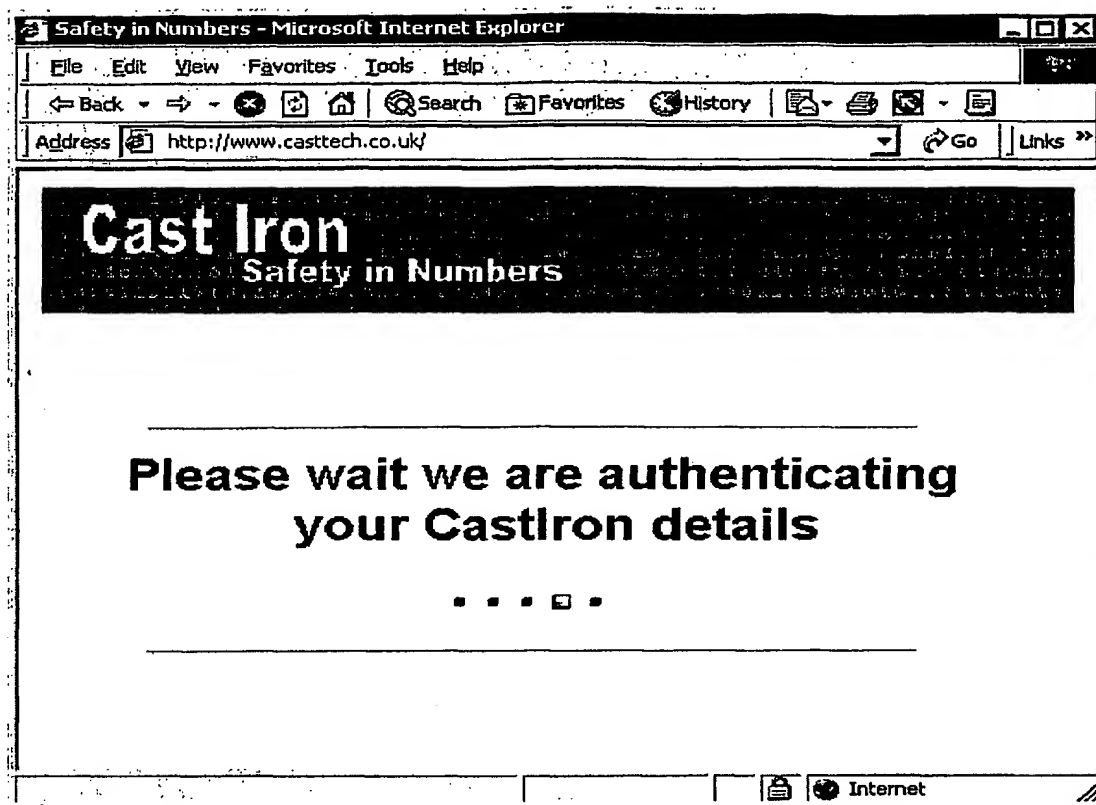 Safety in Numbers - Microsoft Internet Explorer
File Edit View Favorites Tools Help
Back Search Favorites History
Address http://www.casttech.co.uk/ Go Links »
Cast Iron
Safety in Numbers
Please wait we are authenticating
your CastIron details
Internet